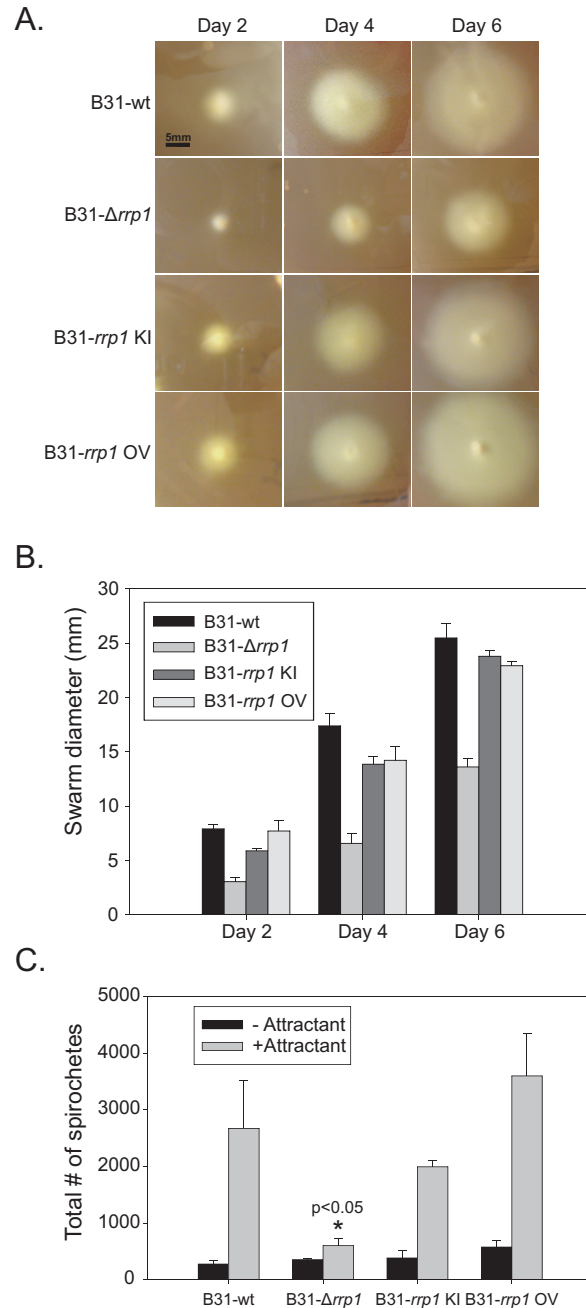 A.
Day 2 Day 4 Day 6
B31-wt
5mm
B31-Δrrp1
B31-rrp1 KI
B31-rrp1 OV
B.
30
25
20
15
10
5
0
Swarm diameter (mm)
B31-wt
B31-Δrrp1
B31-rrp1 KI
B31-rrp1 OV
Day 2 Day 4 Day 6
C.
5000
4000
3000
2000
1000
0
Total # of spirochetes
- Attractant
+Attractant
p<0.05
*
B31-wt B31-Δrrp1 B31-rrp1 KI B31-rrp1 OV